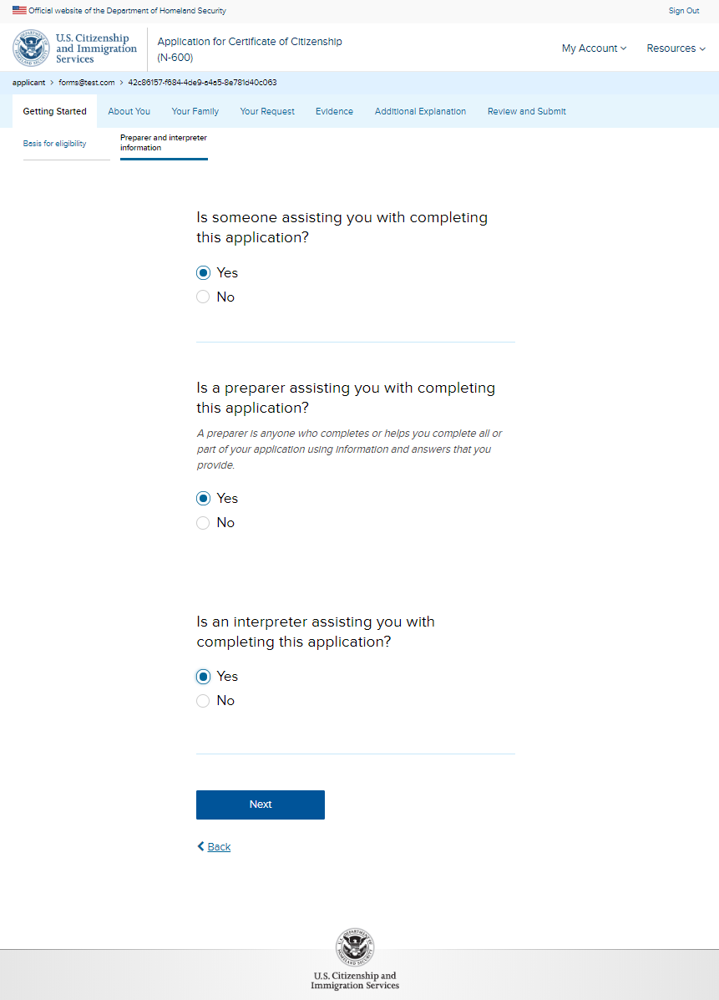 Official website of the Department of Homeland Security
Sign Out
U.S. Citizenship
and Immigration
Services
Application for Certificate of Citizenship
(N-600)
My Account
Resources
applicant > forms@test.com > 42c86157-f684-4de9-a4a5-8e781d40c063
Getting Started
About You
Your Family
Your Request
Evidence
Additional Explanation
Review and Submit
Basis for eligibility
Preparer and interpreter
information
Is someone assisting you with completing
this application?
Yes
No
Is a preparer assisting you with completing
this application?
A preparer is anyone who completes or helps you complete all or
part of your application using information and answers that you
provide.
Yes
No
Is an interpreter assisting you with
completing this application?
Yes
No
Next
Back
U.S. Citizenship and
Immigration Services